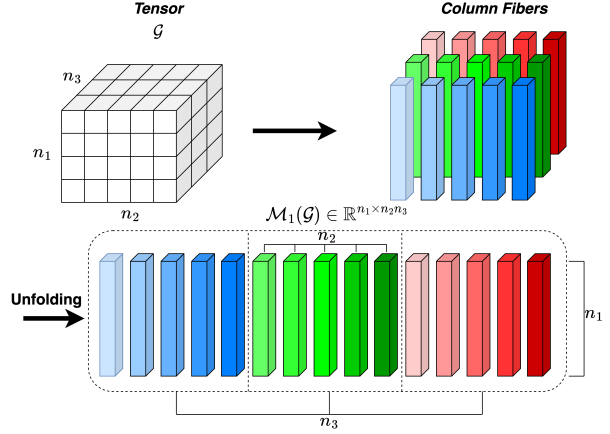 Tensor
𝒢
Column Fibers
n₃
n₁
n₂
ℳ₁(𝒢) ∈ ℝ^{n₁×n₂n₃}
n₂
Unfolding
n₁
n₃